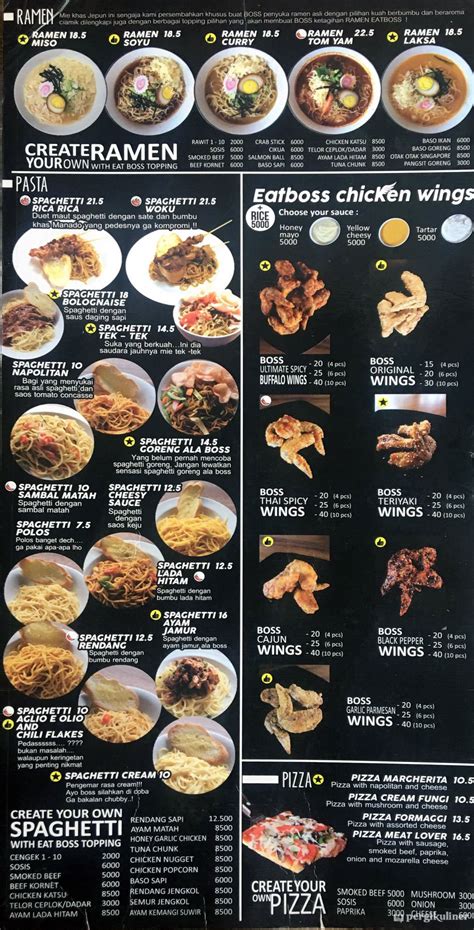 RAMEN
Mie khas Jepun ini sengaja kami persembahkan khusus buat BOSS penyuka ramen asli dengan pilihan kuah berbumbu dan beraroma
ciamik dilengkapi juga dengan berbagai topping pilihan yang akan membuat BOSS ketagihan RAMEN EATBOSS !
RAMEN 18.5
MISO
RAMEN 18.5
SOYU
RAMEN 18.5
CURRY
RAMEN 22.5
TOM YAM
RAMEN 18.5
LAKSA
CREATE RAMEN
YOUR OWN WITH EAT BOSS TOPPING
RAWIT 1 - 10 2000
SOSIS 6000
SMOKED BEEF 5000
BEEF KORNET 6000
CRAB STICK 6000
CIKUA 6000
SALMON BALL 8500
BASO SAPI 6000
CHICKEN KATSU 8500
TELOR CEPLOK/DADAR 3000
AYAM LADA HITAM 8500
TUNA CHUNK 8500
BASO IKAN 6000
BASO GORENG 8500
OTAK OTAK SINGAPORE 8500
PANGSIT GORENG 3000
PASTA
SPAGHETTI 21.5
RICA RICA
SPAGHETTI 21.5
WOKU
Duet maut spaghetti dengan sate dan bumbu
khas Manado yang pedesnya ga kompromi !
SPAGHETTI 18
BOLOGNAISE
Spaghetti dengan
saus daging sapi
SPAGHETTI 14.5
TEK - TEK
Suka yang berkuah...Ini dia
saudara jauhnya mie tek -tek
SPAGHETTI 10
NAPOLITAN
Bagi yang menyukai
rasa asli spaghetti dan
saos tomato concasse
SPAGHETTI 14.5
GORENG ALA BOSS
Yang belum pernah mencoba
spaghetti goreng, Jangan lewatkan
sensasi spaghetti goreng ala BOSS
SPAGHETTI 10
SAMBAL MATAH
Spaghetti dengan
sambal matah
SPAGHETTI 12.5
CHEESY
SAUCE
Spaghetti dengan
saos keju
SPAGHETTI 7.5
POLOS
Polos banget dech....
ga pakai apa-apa lho
SPAGHETTI 12.5
LADA
HITAM
Spaghetti dengan
bumbu lada hitam
SPAGHETTI 16
AYAM
JAMUR
Spaghetti dengan
ayam jamur
SPAGHETTI 12.5
RENDANG
Spaghetti dengan
bumbu rendang
SPAGHETTI 10
AGLIO E OLIO
AND
CHILI FLAKES
Pedasssssss.... ????
bukan masalah...
walaupun keringetan
yang penting nikmat
SPAGHETTI CREAM 10
Pengemar rasa cream!!
Ayo boss silahkan di doba
Ga bakalan chubby..!
CREATE YOUR OWN
SPAGHETTI
WITH EAT BOSS TOPPING
CENGEK 1 - 10 2000
SOSIS 6000
SMOKED BEEF 5000
BEEF KORNET 6000
CHICKEN KATSU 8500
TELOR CEPLOK/DADAR 3000
AYAM LADA HITAM 8500
RENDANG SAPI 12.500
AYAM MATAH 8500
HONEY GARLIC CHICKEN 8500
TUNA CHUNK 8500
CHICKEN NUGGET 8500
CHICKEN POPCORN 8500
BASO SAPI 6000
RENDANG JENGKOL 8500
SEMUR JENGKOL 8500
AYAM KEMANGI SUWIR 8500
Eatboss chicken wings
+
RICE
5000
Choose your sauce :
Honey
mayo
5000
Yellow
cheesy
5000
Tartar
5000
BOSS
ULTIMATE SPICY
BUFFALO WINGS
- 20 (4 pcs)
- 25 (6 pcs)
- 40 (10 pcs)
BOSS
ORIGINAL
WINGS
- 15 (4 pcs)
- 20 (6 pcs)
- 30 (10 pcs)
BOSS
THAI SPICY
WINGS
- 20 (4 pcs)
- 25 (6 pcs)
- 40 (10 pcs)
BOSS
TERIYAKI
WINGS
- 20 (4 pcs)
- 25 (6 pcs)
- 40 (10 pcs)
BOSS
CAJUN
WINGS
- 20 (4 pcs)
- 25 (6 pcs)
- 40 (10 pcs)
BOSS
BLACK PEPPER
WINGS
- 20 (4 pcs)
- 25 (6 pcs)
- 40 (10 pcs)
BOSS
GARLIC PARMESAN
WINGS
- 20 (4 pcs)
- 25 (6 pcs)
- 40 (10 pcs)
PIZZA
PIZZA MARGHERITA 10.5
Pizza with napolitan and cheese
PIZZA CREAM FUNGI 10.5
Pizza with mushroom and cheese
PIZZA FORMAGGI 13.5
Pizza with assorted cheese
PIZZA MEAT LOVER 16.5
Pizza with sausage,
smoked beef, paprika,
onion and mozarella cheese
CREATE YOUR
OWN PIZZA
SMOKED BEEF 5000
SOSIS 6000
PAPRIKA 3000
MUSHROOM
ONION
CHEESE
pergikuliner